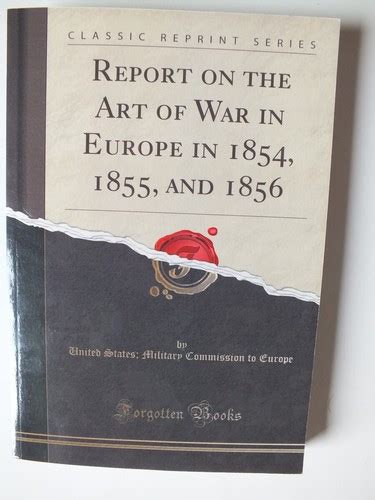 CLASSIC REPRINT SERIES
REPORT ON THE
ART OF WAR IN
EUROPE IN 1854,
1855, AND 1856
F
by
United States; Military Commission to Europe
Forgotten Books